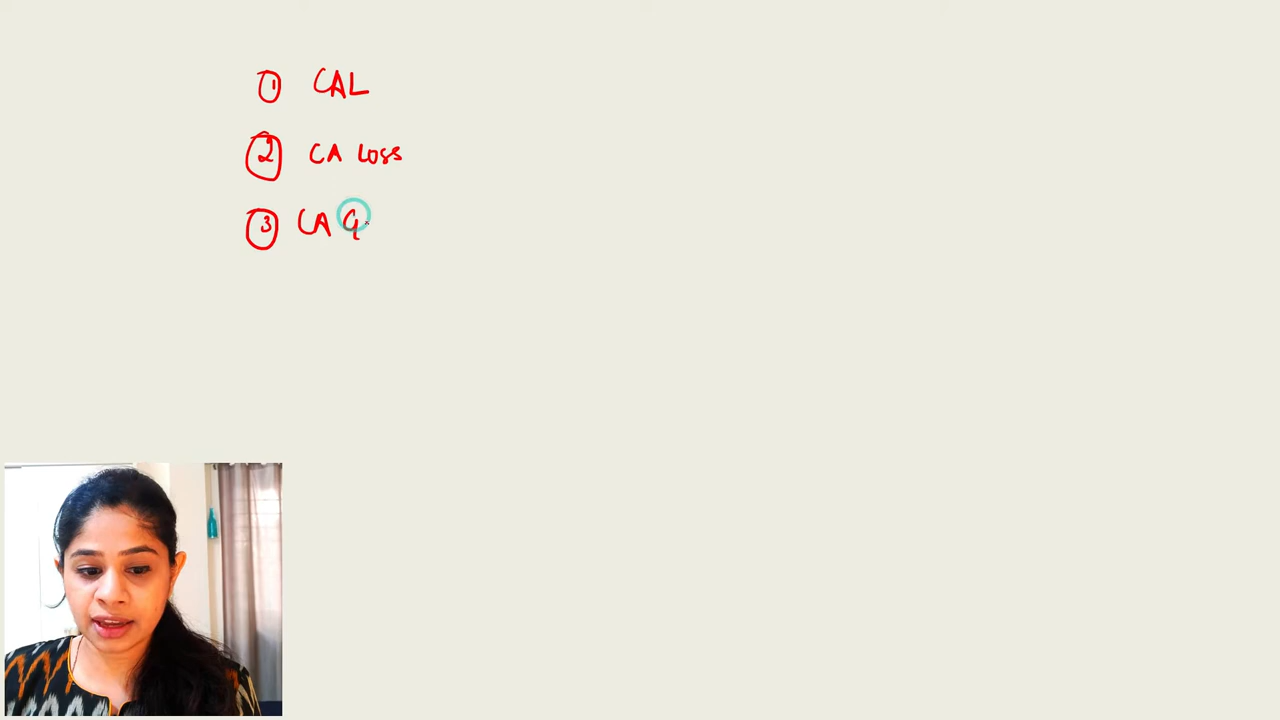 ① CAL
② CA Loss
③ CA G